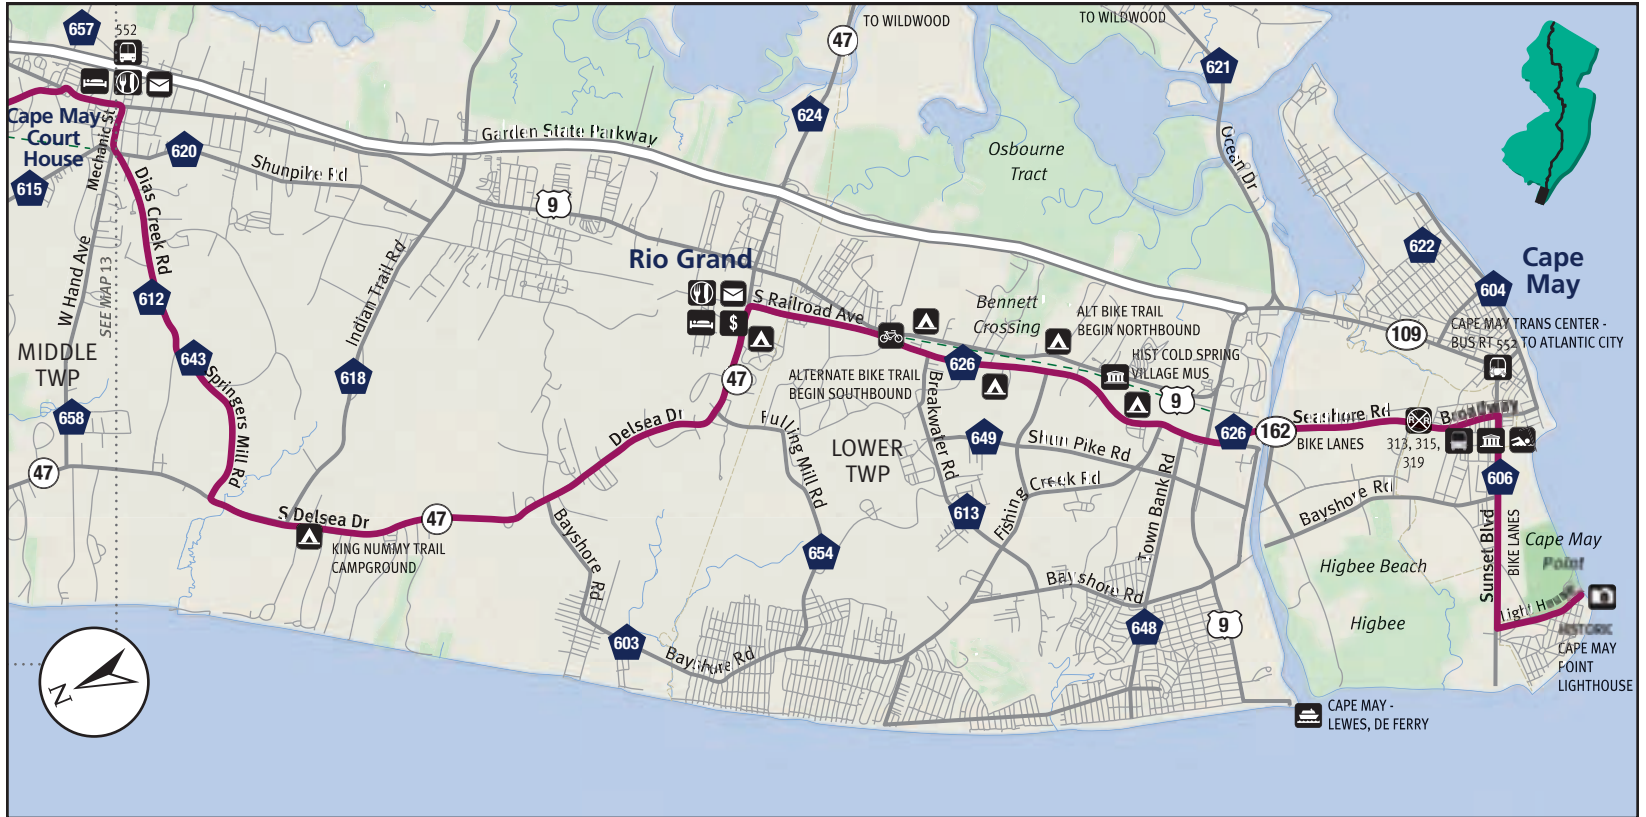 657
552
TO WILDWOOD
47
TO WILDWOOD
621
624
Cape May
Court
House
Mechanic St
615
620
Shunpike Rd
Garden State Parkway
9
Osbourne
Tract
Ocean Dr
622
604
Cape
May
Dias Creek Rd
W Hand Ave
SEE MAP 13
612
Indian Trail Rd
Rio Grand
$
S Railroad Ave
Bennett
Crossing
ALT BIKE TRAIL
BEGIN NORTHBOUND
109
CAPE MAY TRANS CENTER -
BUS RT 552 TO ATLANTIC CITY
MIDDLE
TWP
643
Springers Mill Rd
618
47
ALTERNATE BIKE TRAIL
BEGIN SOUTHBOUND
626
HIST COLD SPRING
VILLAGE MUS
9
658
47
Delsea Dr
Fulling Mill Rd
LOWER
TWP
Breakwater Rd
649
Shun Pike Rd
626
162
Seashore Rd
BIKE LANES
Broadway
313, 315,
319
606
S Delsea Dr
47
KING NUMMY TRAIL
CAMPGROUND
Bayshore Rd
654
613
Fishing Creek Rd
Town Bank Rd
Bayshore Rd
Sunset Blvd
BIKE LANES
Cape May
Point
Higbee Beach
Higbee
Bayshore Rd
Light House
HISTORIC
CAPE MAY
POINT
LIGHTHOUSE
603
Bayshore Rd
648
9
N
CAPE MAY -
LEWES, DE FERRY